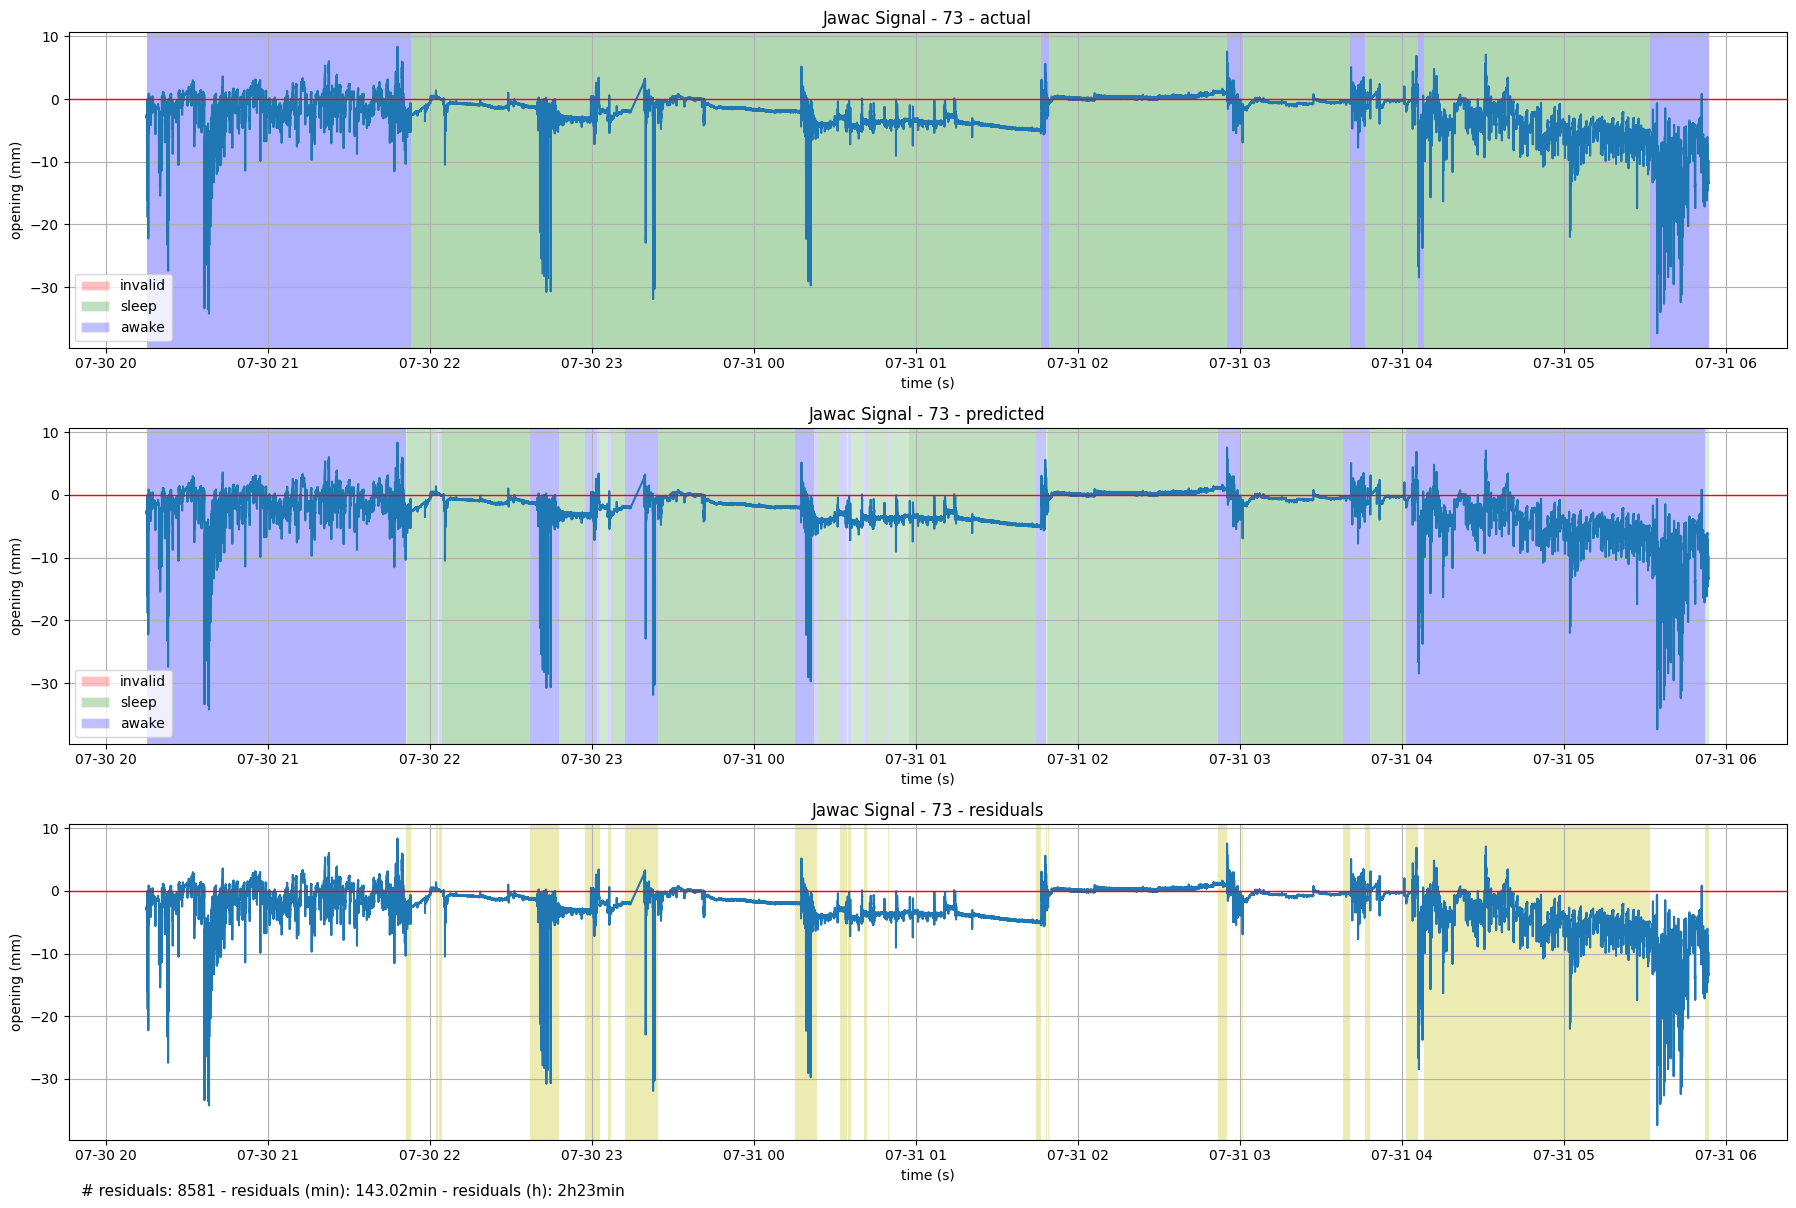 Jawac Signal - 73 - actual
opening (mm)
10
0
−10
−20
−30
invalid
sleep
awake
07-30 20 07-30 21 07-30 22 07-30 23 07-31 00 07-31 01 07-31 02 07-31 03 07-31 04 07-31 05 07-31 06
time (s)
Jawac Signal - 73 - predicted
opening (mm)
10
0
−10
−20
−30
invalid
sleep
awake
07-30 20 07-30 21 07-30 22 07-30 23 07-31 00 07-31 01 07-31 02 07-31 03 07-31 04 07-31 05 07-31 06
time (s)
Jawac Signal - 73 - residuals
opening (mm)
10
0
−10
−20
−30
07-30 20 07-30 21 07-30 22 07-30 23 07-31 00 07-31 01 07-31 02 07-31 03 07-31 04 07-31 05 07-31 06
time (s)
# residuals: 8581 - residuals (min): 143.02min - residuals (h): 2h23min